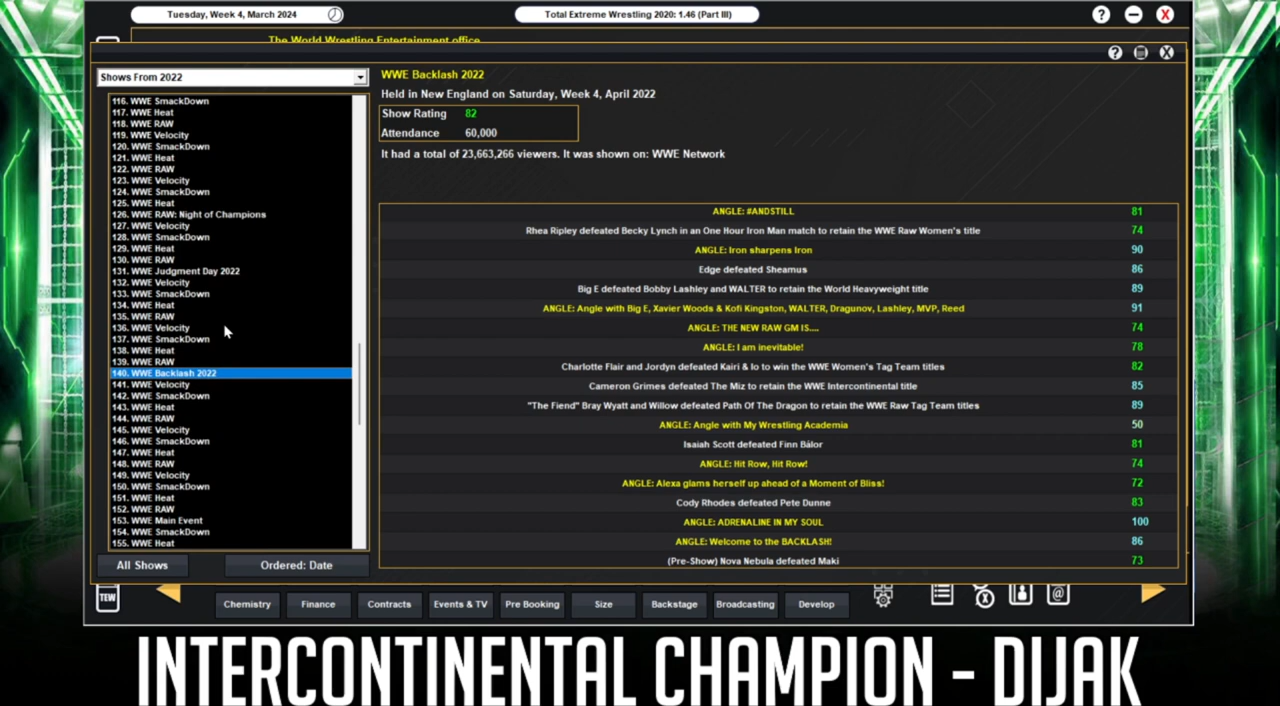 Tuesday, Week 4, March 2024
Total Extreme Wrestling 2020: 1.46 (Part III)
? X
The World Wrestling Entertainment office
? X
Shows From 2022
116. WWE SmackDown
117. WWE Heat
118. WWE RAW
119. WWE Velocity
120. WWE SmackDown
121. WWE Heat
122. WWE RAW
123. WWE Velocity
124. WWE SmackDown
125. WWE Heat
126. WWE RAW: Night of Champions
127. WWE Velocity
128. WWE SmackDown
129. WWE Heat
130. WWE RAW
131. WWE Judgment Day 2022
132. WWE Velocity
133. WWE SmackDown
134. WWE Heat
135. WWE RAW
136. WWE Velocity
137. WWE SmackDown
138. WWE Heat
139. WWE RAW
140. WWE Backlash 2022
141. WWE Velocity
142. WWE SmackDown
143. WWE Heat
144. WWE RAW
145. WWE Velocity
146. WWE SmackDown
147. WWE Heat
148. WWE RAW
149. WWE Velocity
150. WWE SmackDown
151. WWE Heat
152. WWE RAW
153. WWE Main Event
154. WWE SmackDown
155. WWE Heat
All Shows
Ordered: Date
WWE Backlash 2022
Held in New England on Saturday, Week 4, April 2022
Show Rating 82
Attendance 60,000
It had a total of 23,663,266 viewers. It was shown on: WWE Network
ANGLE: #ANDSTILL 81
Rhea Ripley defeated Becky Lynch in an One Hour Iron Man match to retain the WWE Raw Women's title 74
ANGLE: Iron sharpens Iron 90
Edge defeated Sheamus 86
Big E defeated Bobby Lashley and WALTER to retain the World Heavyweight title 89
ANGLE: Angle with Big E, Xavier Woods & Kofi Kingston, WALTER, Dragunov, Lashley, MVP, Reed 91
ANGLE: THE NEW RAW GM IS.... 74
ANGLE: I am inevitable! 78
Charlotte Flair and Jordyn defeated Kairi & Io to win the WWE Women's Tag Team titles 82
Cameron Grimes defeated The Miz to retain the WWE Intercontinental title 85
"The Fiend" Bray Wyatt and Willow defeated Path Of The Dragon to retain the WWE Raw Tag Team titles 89
ANGLE: Angle with My Wrestling Academia 50
Isaiah Scott defeated Finn Bálor 81
ANGLE: Hit Row, Hit Row! 74
ANGLE: Alexa glams herself up ahead of a Moment of Bliss! 72
Cody Rhodes defeated Pete Dunne 83
ANGLE: ADRENALINE IN MY SOUL 100
ANGLE: Welcome to the BACKLASH! 86
(Pre-Show) Nova Nebula defeated Maki 73
TEW
Chemistry
Finance
Contracts
Events & TV
Pre Booking
Size
Backstage
Broadcasting
Develop
INTERCONTINENTAL CHAMPION - DIJAK